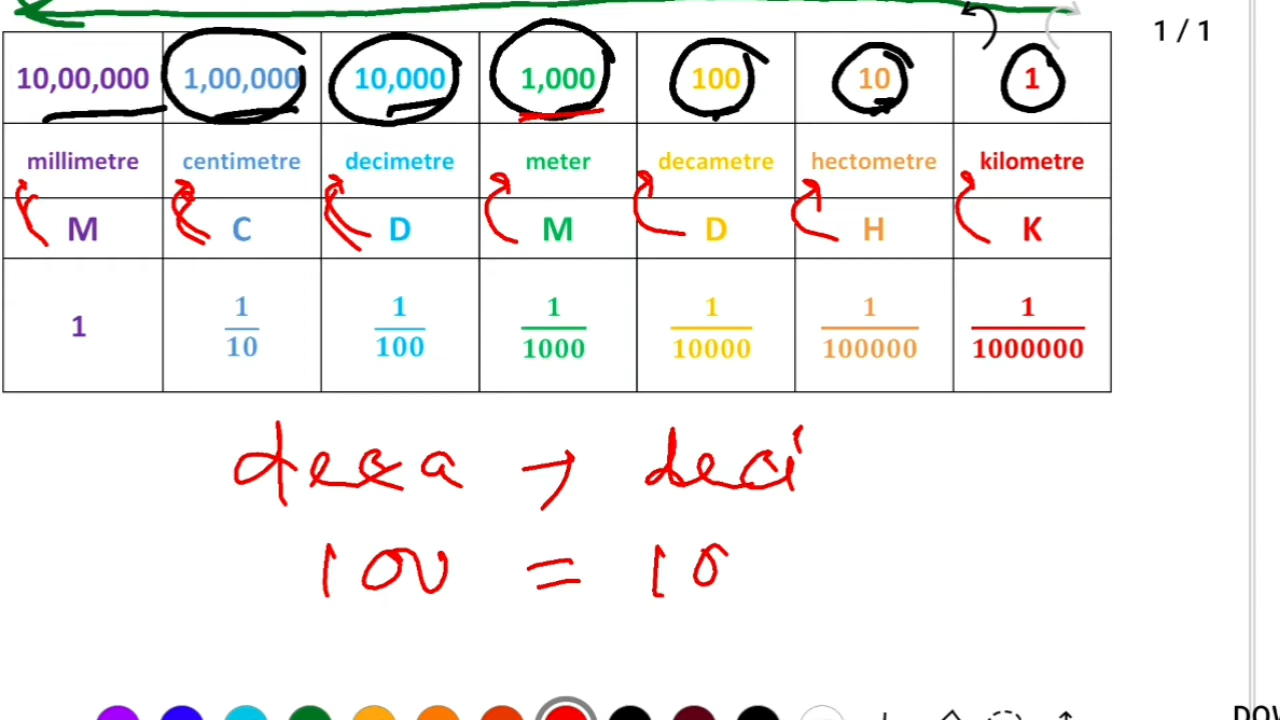 1 / 1
10,00,000 1,00,000 10,000 1,000 100 10 1
millimetre centimetre decimetre meter decametre hectometre kilometre
M C D M D H K
1 1/10 1/100 1/1000 1/10000 1/100000 1/1000000
deca → deci
100 = 10